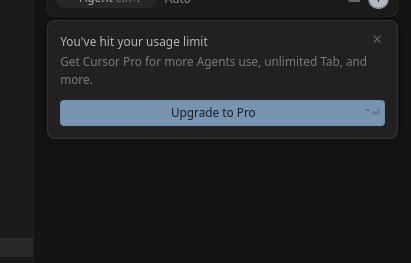 Agent Auto
You've hit your usage limit
Get Cursor Pro for more Agents use, unlimited Tab, and
more.
Upgrade to Pro